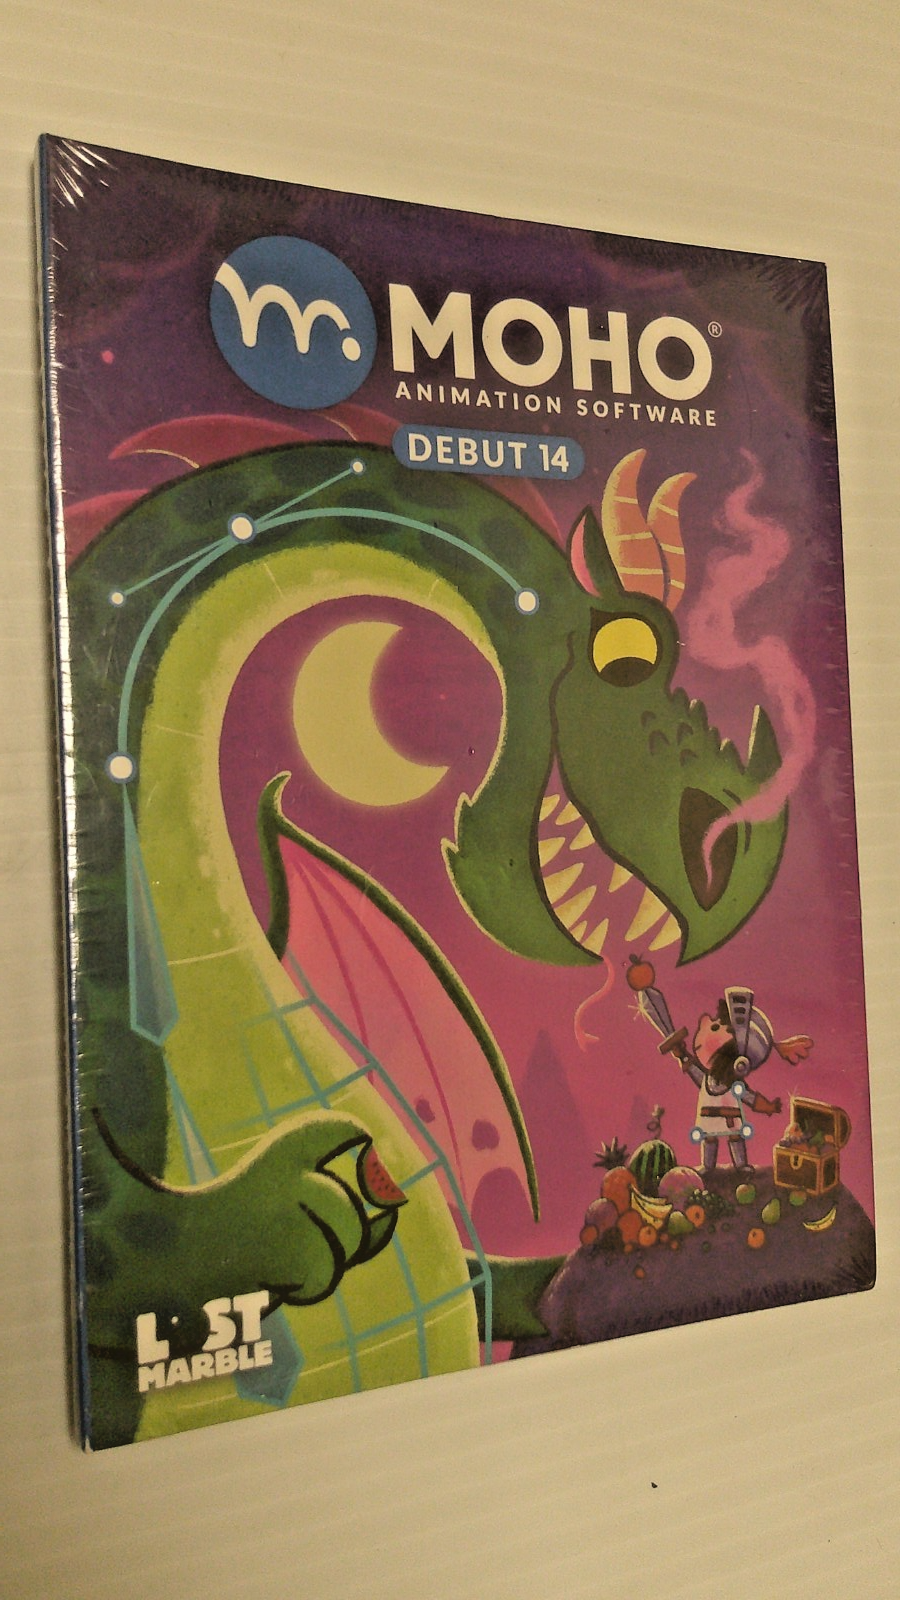 m.
MOHO®
ANIMATION SOFTWARE
DEBUT 14
LOST
MARBLE